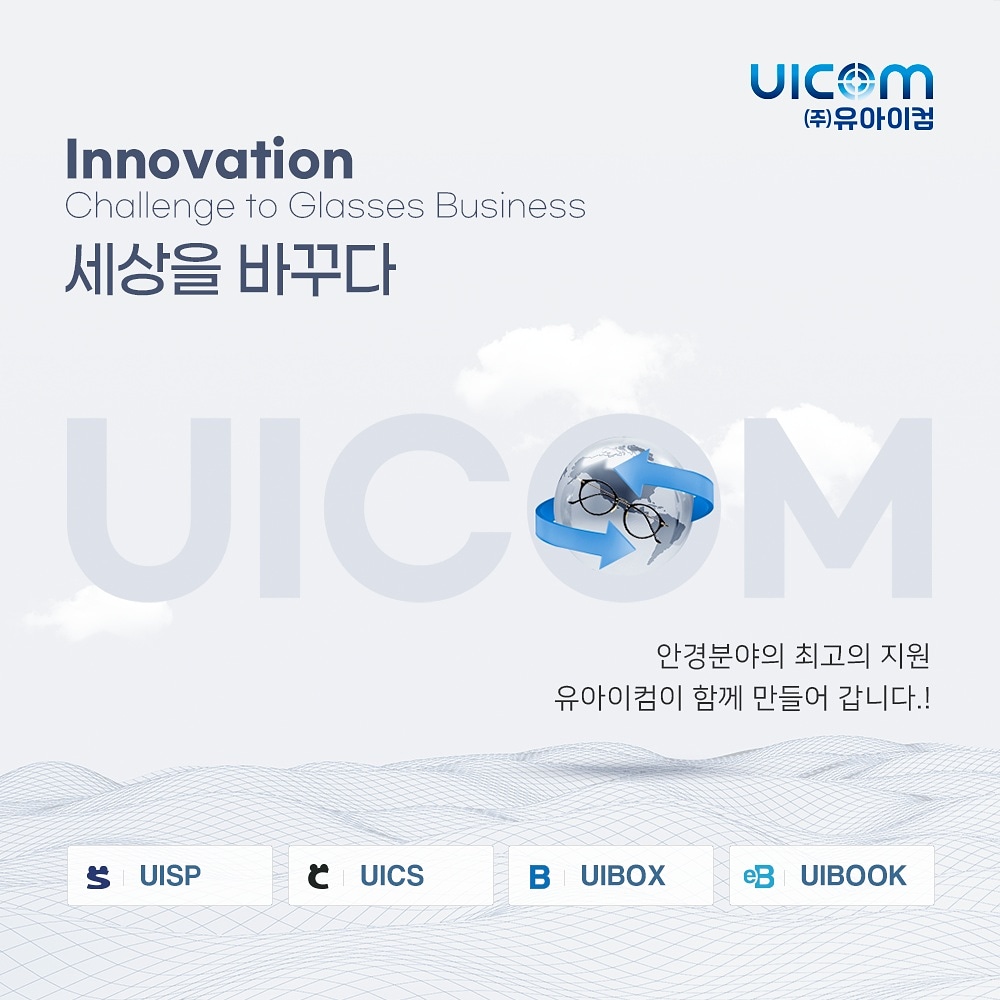 UICOM
(주)유아이컴
Innovation
Challenge to Glasses Business
세상을 바꾸다
UICOM
안경분야의 최고의 지원
유아이컴이 함께 만들어 갑니다.!
S UISP
C UICS
B UIBOX
eB UIBOOK